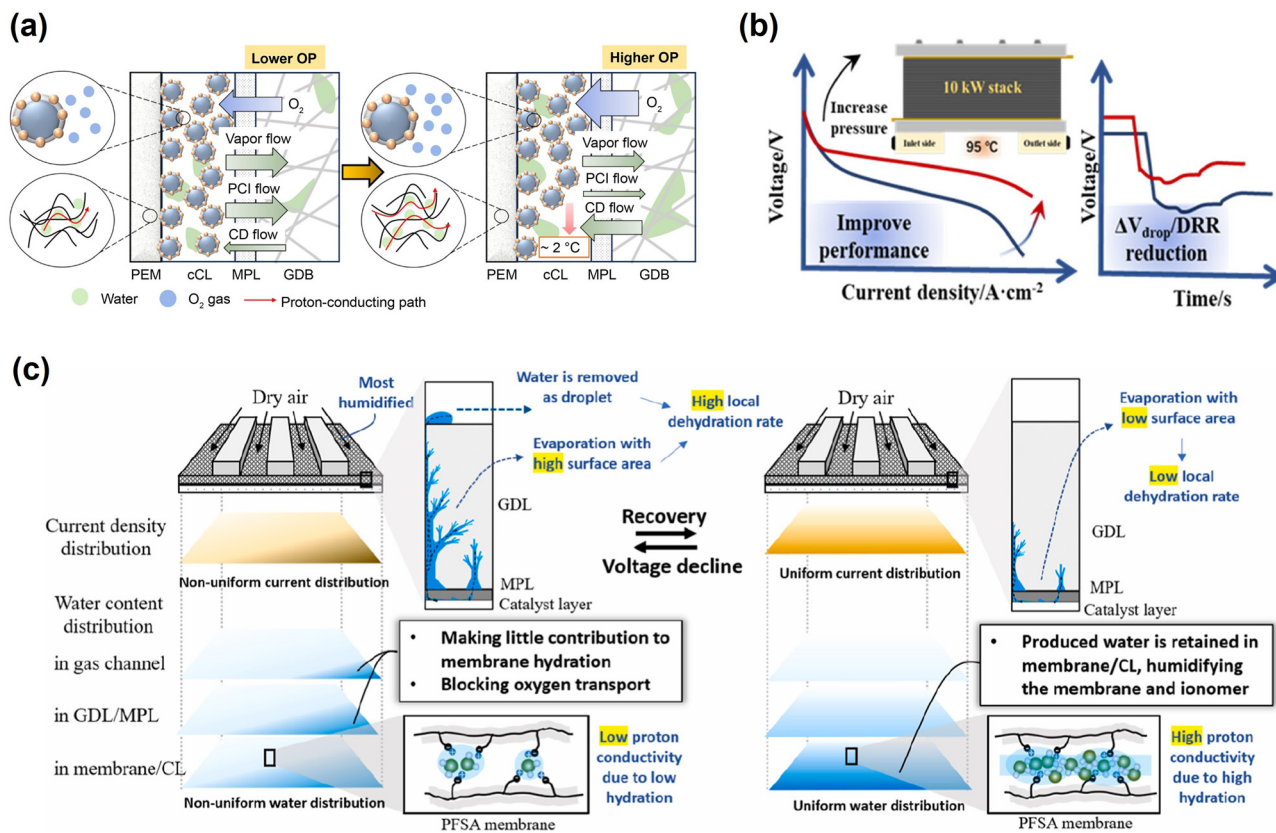 (a)
Lower OP
O₂
Vapor flow
PCI flow
CD flow
PEM cCL MPL GDB
Higher OP
O₂
Vapor flow
PCI flow
CD flow
~ 2 °C
PEM cCL MPL GDB
Water O₂ gas Proton-conducting path
(b)
Voltage/V
Increase
pressure
10 kW stack
Inlet side
95 °C
Outlet side
Improve
performance
Current density/A·cm⁻²
Voltage/V
ΔVdrop/DRR
reduction
Time/s
(c)
Dry air
Most
humidified
Water is removed
as droplet
High local
dehydration rate
Evaporation with
high surface area
GDL
MPL
Catalyst layer
Current density
distribution
Non-uniform current distribution
Water content
distribution
in gas channel
in GDL/MPL
in membrane/CL
Non-uniform water distribution
• Making little contribution to
membrane hydration
• Blocking oxygen transport
Low proton
conductivity
due to low
hydration
PFSA membrane
Recovery
Voltage decline
Dry air
Evaporation with
low surface area
Low local
dehydration rate
GDL
MPL
Catalyst layer
Uniform current distribution
• Produced water is retained in
membrane/CL, humidifying
the membrane and ionomer
Uniform water distribution
High proton
conductivity
due to high
hydration
PFSA membrane